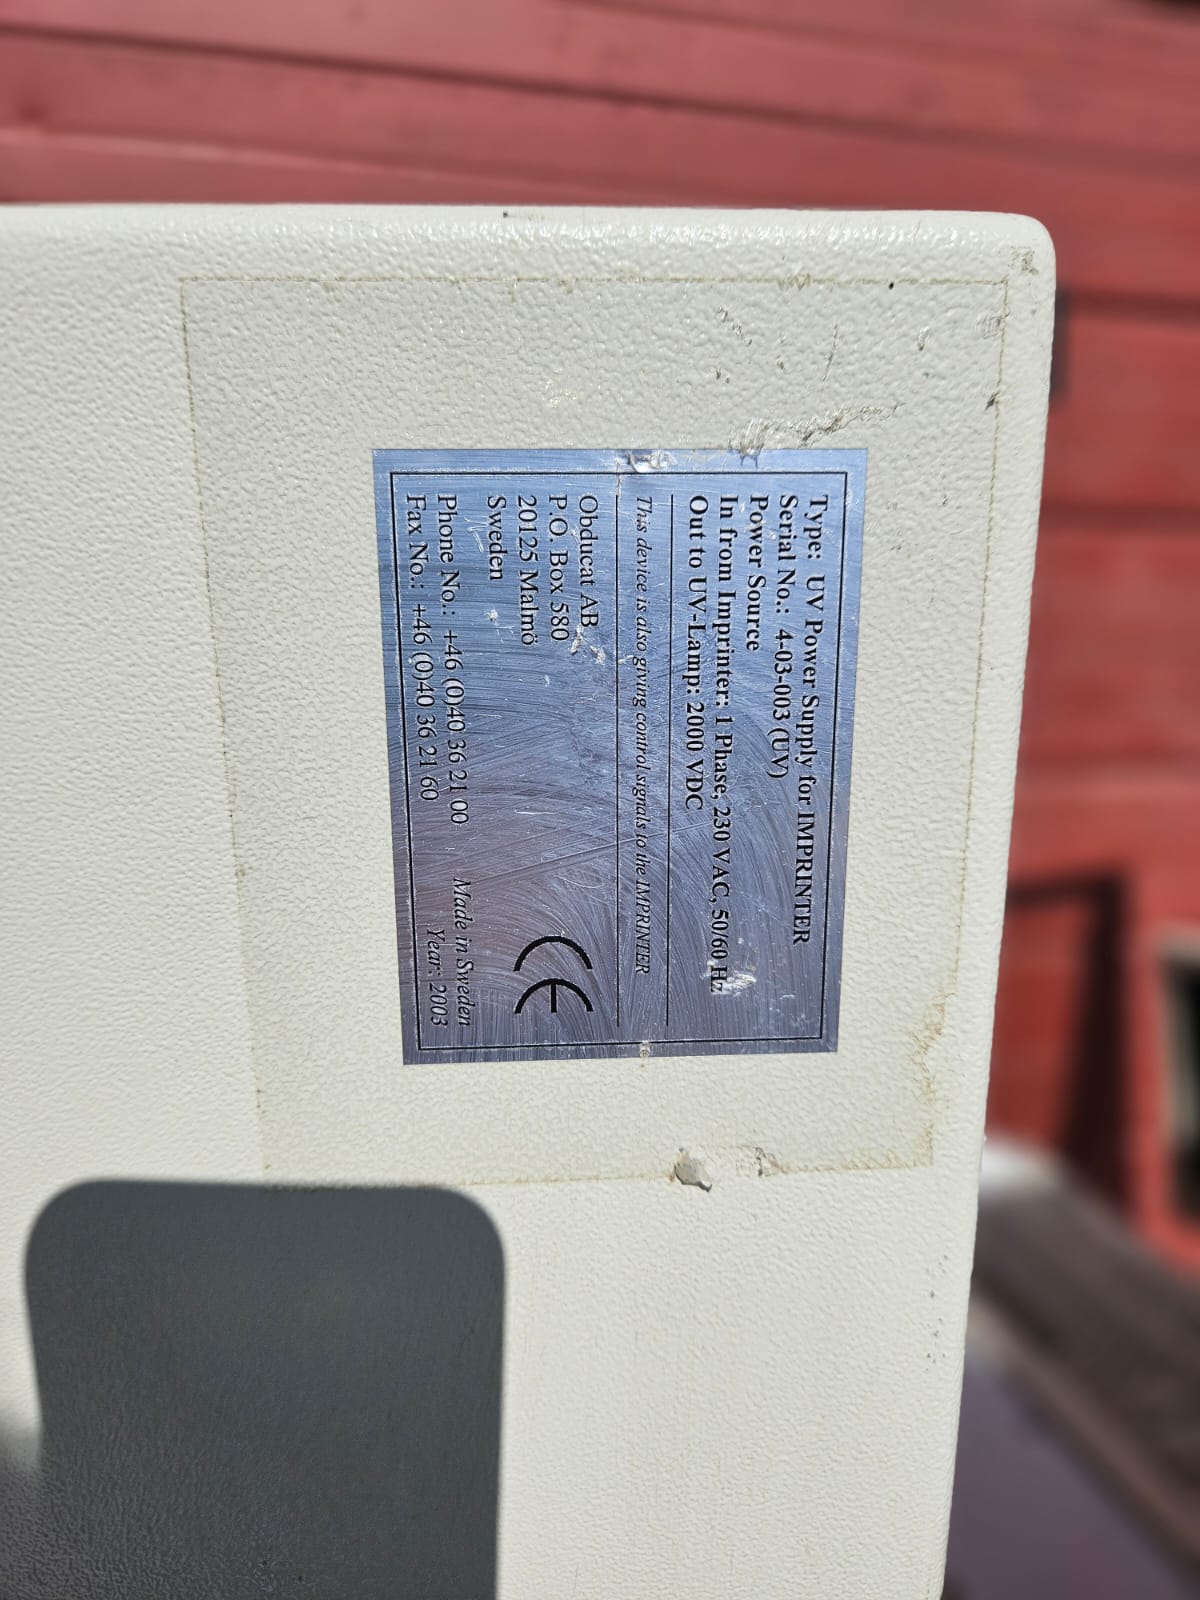 Type: UV Power Supply for IMPRINTER
Serial No.: 4-03-003 (UV)
Power Source
In from Imprinter: 1 Phase, 230 VAC, 50/60 Hz
Out to UV-Lamp: 2000 VDC
This device is also giving control signals to the IMPRINTER
Obducat AB
P.O. Box 580
20125 Malmö
Sweden
CE
Phone No.: +46 (0)40 36 21 00 Made in Sweden
Fax No.: +46 (0)40 36 21 60 Year: 2003